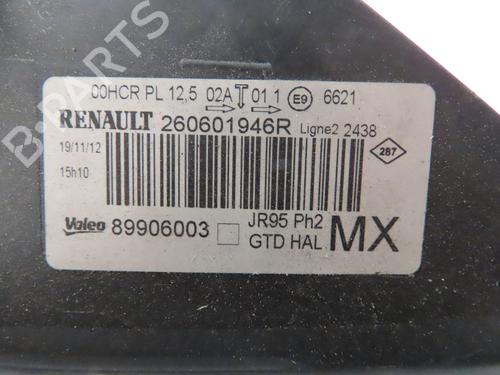 00HCR PL 12,5 02A 01 1 E9 6621
RENAULT 260601946R Ligne2 2438
19/11/12
15h10
287
Valeo 89906003 JR95 Ph2
GTD HAL MX
B-PARTS